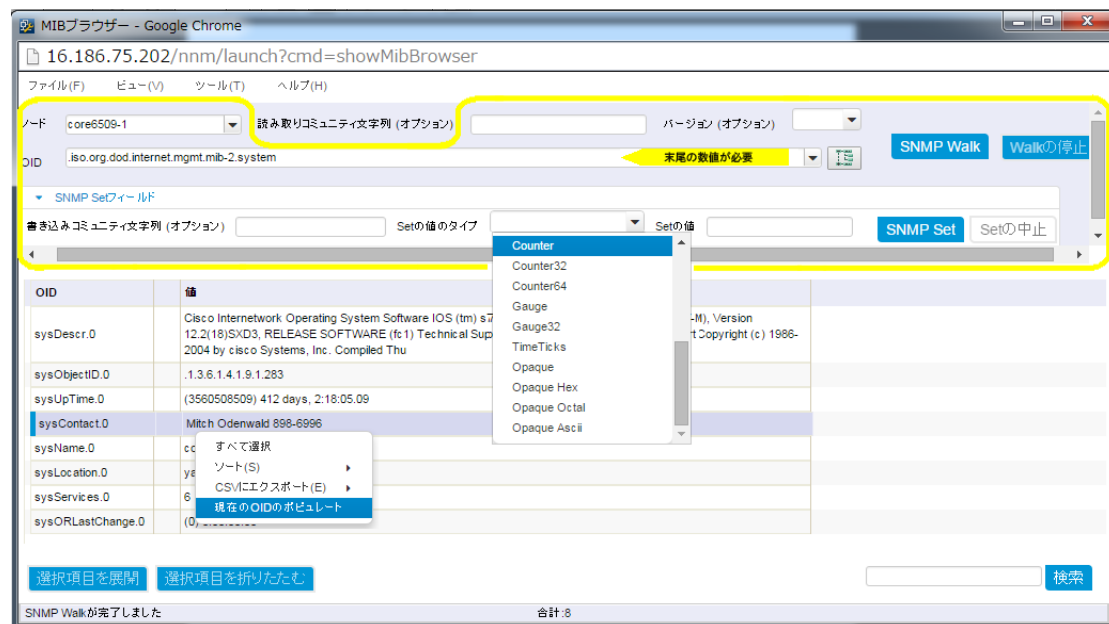 MIBブラウザー - Google Chrome
16.186.75.202/nnm/launch?cmd=showMibBrowser
ファイル(F) ビュー(V) ツール(T) ヘルプ(H)
ノード core6509-1 読み取りコミュニティ文字列 (オプション) バージョン (オプション)
SNMP Walk Walkの停止
OID .iso.org.dod.internet.mgmt.mib-2.system 末尾の数値が必要
SNMP Setフィールド
書き込みコミュニティ文字列 (オプション) Setの値のタイプ Setの値 SNMP Set Setの中止
Counter
Counter32
Counter64
Gauge
Gauge32
TimeTicks
Opaque
Opaque Hex
Opaque Octal
Opaque Ascii
OID 値
sysDescr.0 Cisco Internetwork Operating System Software IOS (tm) -M), Version
12.2(18)SXD3, RELEASE SOFTWARE (fc1) Technical Copyright (c) 1986-
2004 by cisco Systems, Inc. Compiled Thu
sysObjectID.0 .1.3.6.1.4.1.9.1.283
sysUpTime.0 (3560508509) 412 days, 2:18:05.09
sysContact.0 Mitch Odenwald 898-6996
sysName.0
sysLocation.0
sysServices.0 6
sysORLastChange.0 (0)
すべて選択
ソート(S)
CSVにエクスポート(E)
現在のOIDのポピュレート
選択項目を展開 選択項目を折りたたむ 検索
SNMP Walkが完了しました 合計:8